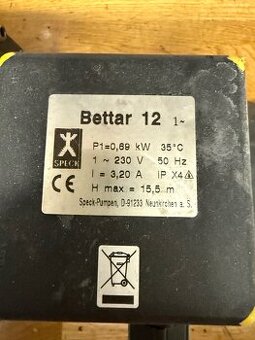 Bettar 12 1~
P1=0,69 kW 35°C
1 ~ 230 V 50 Hz
I = 3,20 A IP X4
H max = 15,5 m
SPECK
CE
Speck-Pumpen, D-91233 Neunkirchen a. S.